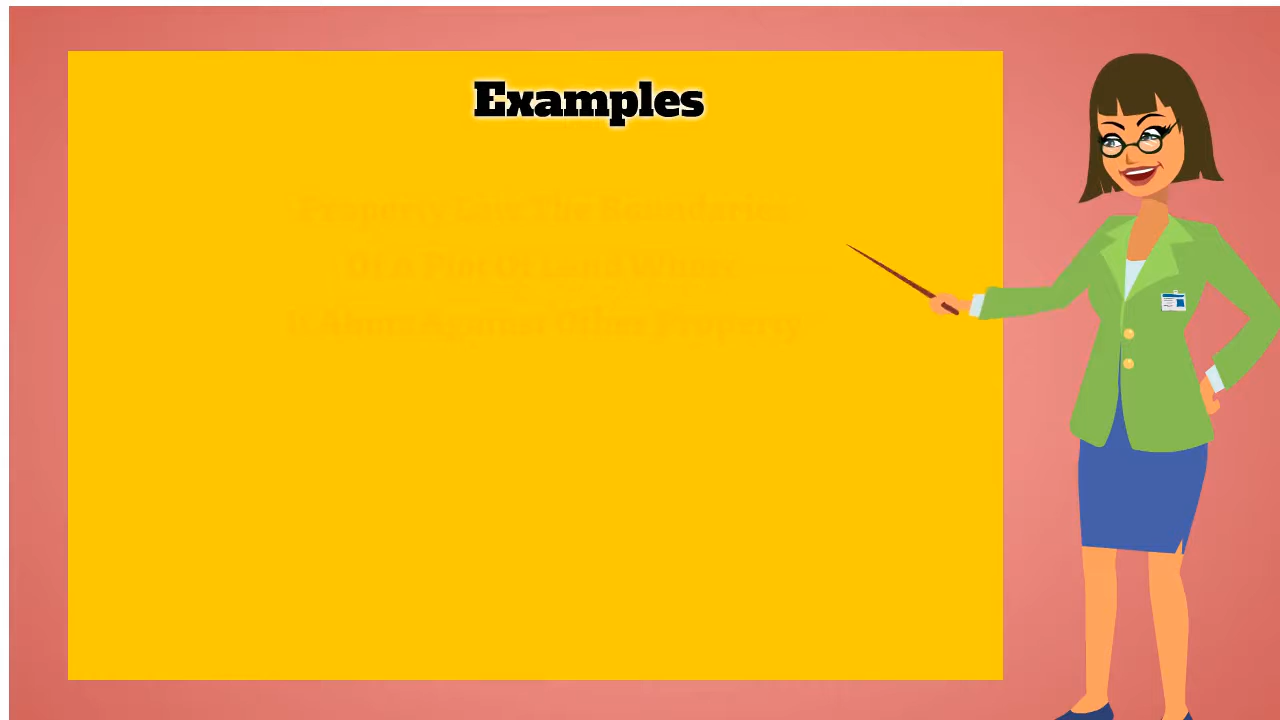 Examples
Property Line The Boundaries
Of A Plot Of Land Where
It Abuts Against Other Property